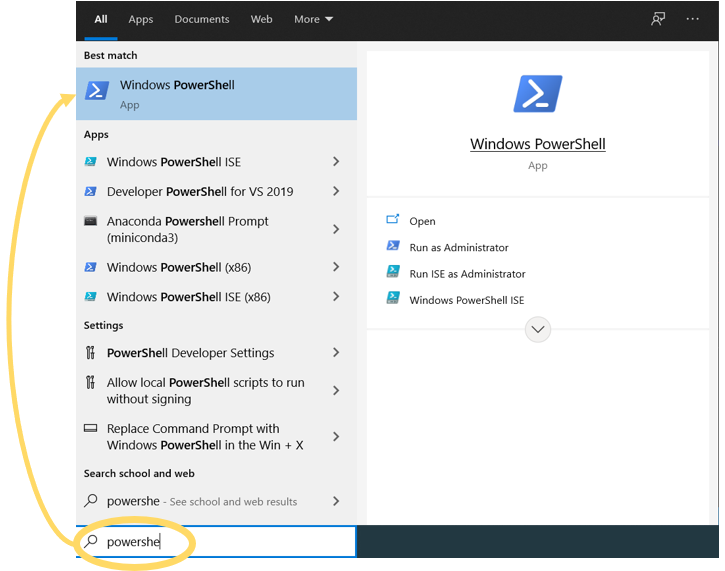 All Apps Documents Web More
Best match
Windows PowerShell
App
Apps
Windows PowerShell ISE
Developer PowerShell for VS 2019
Anaconda Powershell Prompt
(miniconda3)
Windows PowerShell (x86)
Windows PowerShell ISE (x86)
Settings
PowerShell Developer Settings
Allow local PowerShell scripts to run
without signing
Replace Command Prompt with
Windows PowerShell in the Win + X
Search school and web
powershe - See school and web results
powershe
Windows PowerShell
App
Open
Run as Administrator
Run ISE as Administrator
Windows PowerShell ISE